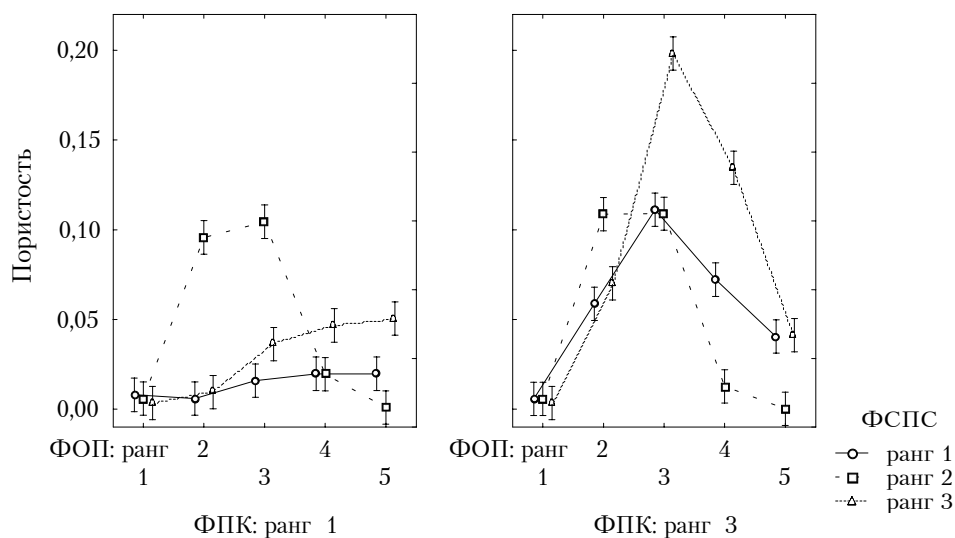 0,20
0,15
0,10
0,05
0,00
Пористость
ФОП: ранг 2 4
1 3 5
ФПК: ранг 1
ФОП: ранг 2 4
1 3 5
ФПК: ранг 3
ФСПС
ранг 1
ранг 2
ранг 3